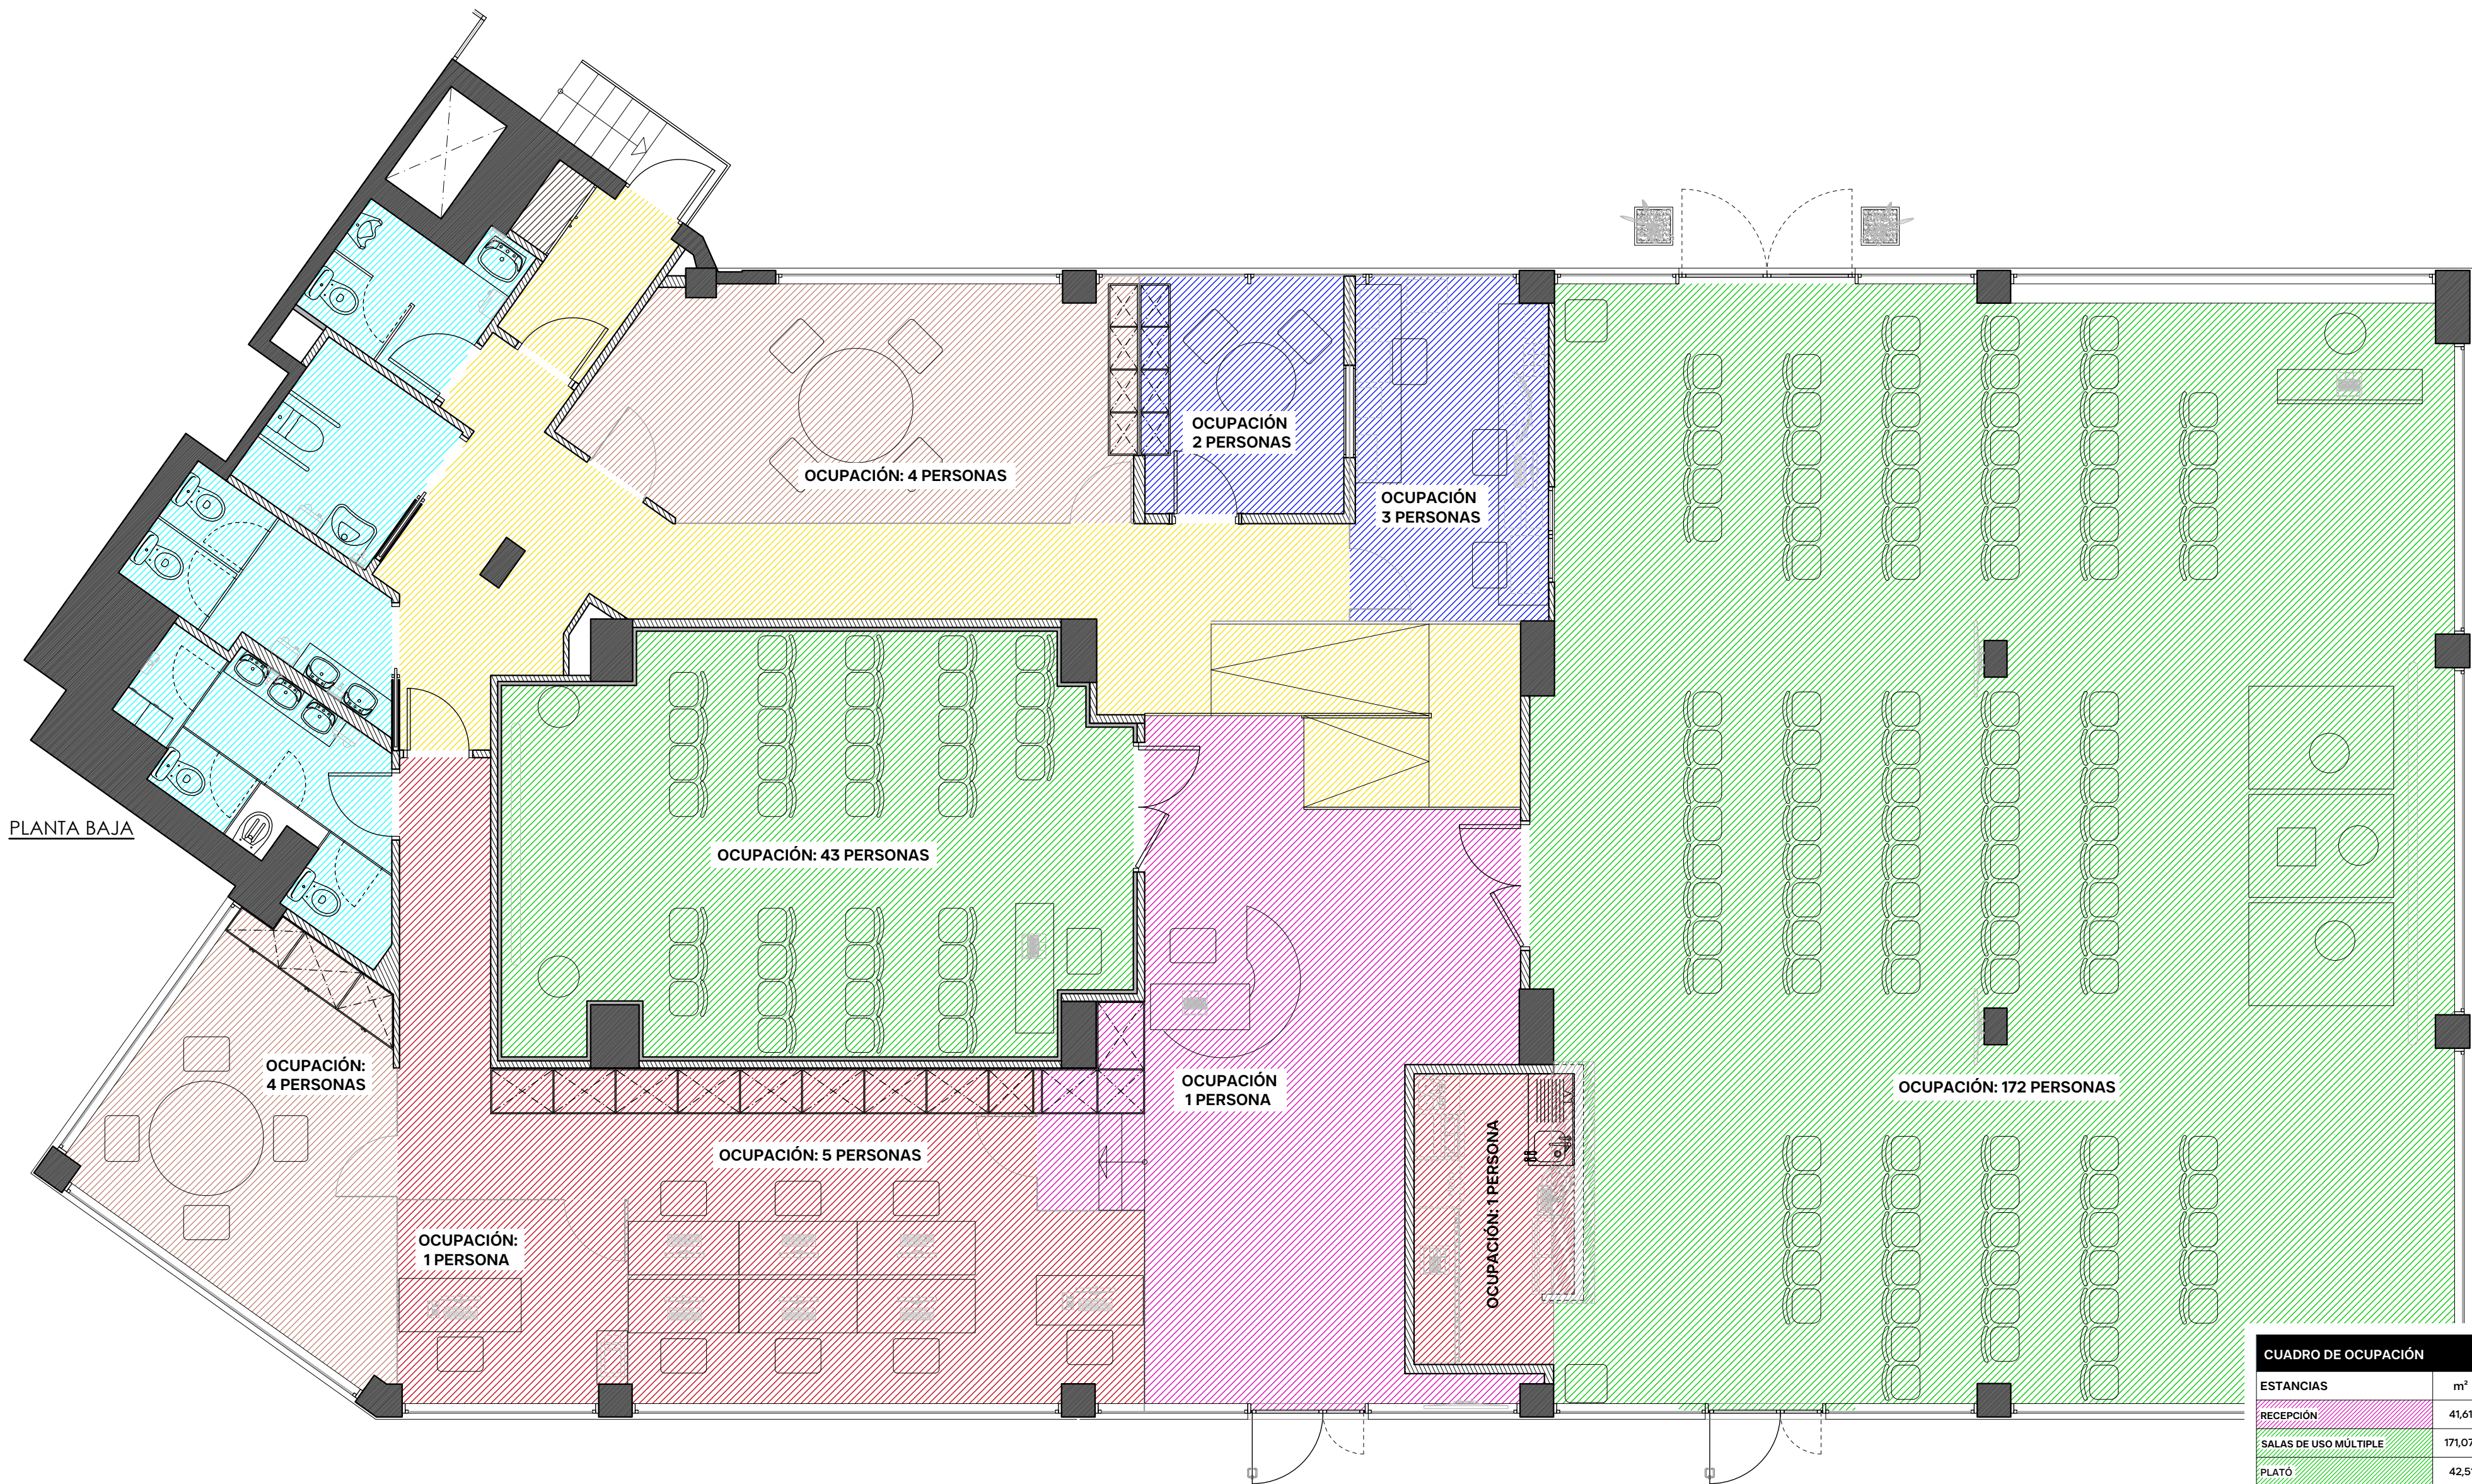 OCUPACIÓN
2 PERSONAS
OCUPACIÓN: 4 PERSONAS
OCUPACIÓN
3 PERSONAS
PLANTA BAJA
OCUPACIÓN: 43 PERSONAS
OCUPACIÓN:
4 PERSONAS
OCUPACIÓN
1 PERSONA
OCUPACIÓN: 172 PERSONAS
OCUPACIÓN: 5 PERSONAS
OCUPACIÓN: 1 PERSONA
OCUPACIÓN:
1 PERSONA
CUADRO DE OCUPACIÓN
ESTANCIAS m²
RECEPCIÓN 41,61
SALAS DE USO MÚLTIPLE 171,07
PLATÓ 42,51